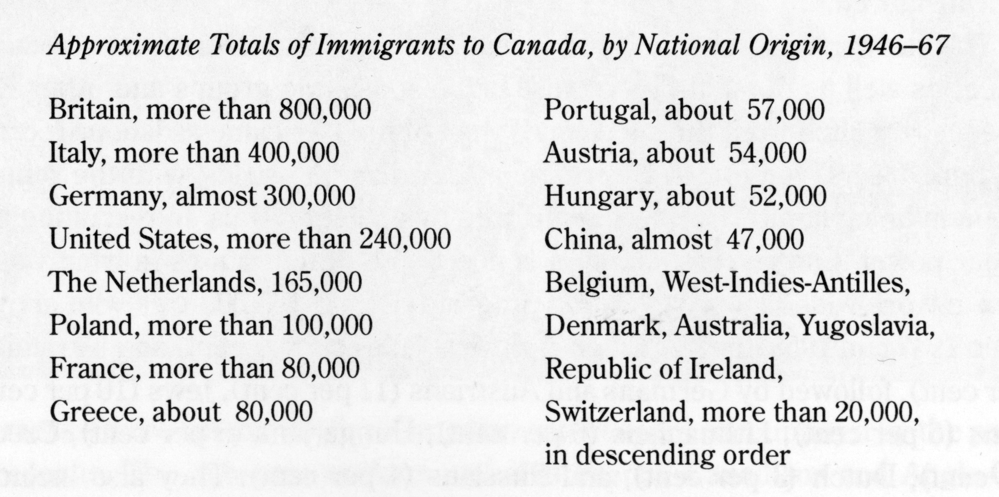 Approximate Totals of Immigrants to Canada, by National Origin, 1946–67
Britain, more than 800,000
Italy, more than 400,000
Germany, almost 300,000
United States, more than 240,000
The Netherlands, 165,000
Poland, more than 100,000
France, more than 80,000
Greece, about 80,000
Portugal, about 57,000
Austria, about 54,000
Hungary, about 52,000
China, almost 47,000
Belgium, West-Indies-Antilles,
Denmark, Australia, Yugoslavia,
Republic of Ireland,
Switzerland, more than 20,000,
in descending order